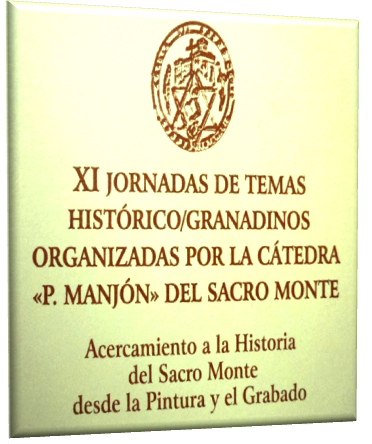 XI JORNADAS DE TEMAS
HISTÓRICO/GRANADINOS
ORGANIZADAS POR LA CÁTEDRA
«P. MANJÓN» DEL SACRO MONTE
Acercamiento a la Historia
del Sacro Monte
desde la Pintura y el Grabado